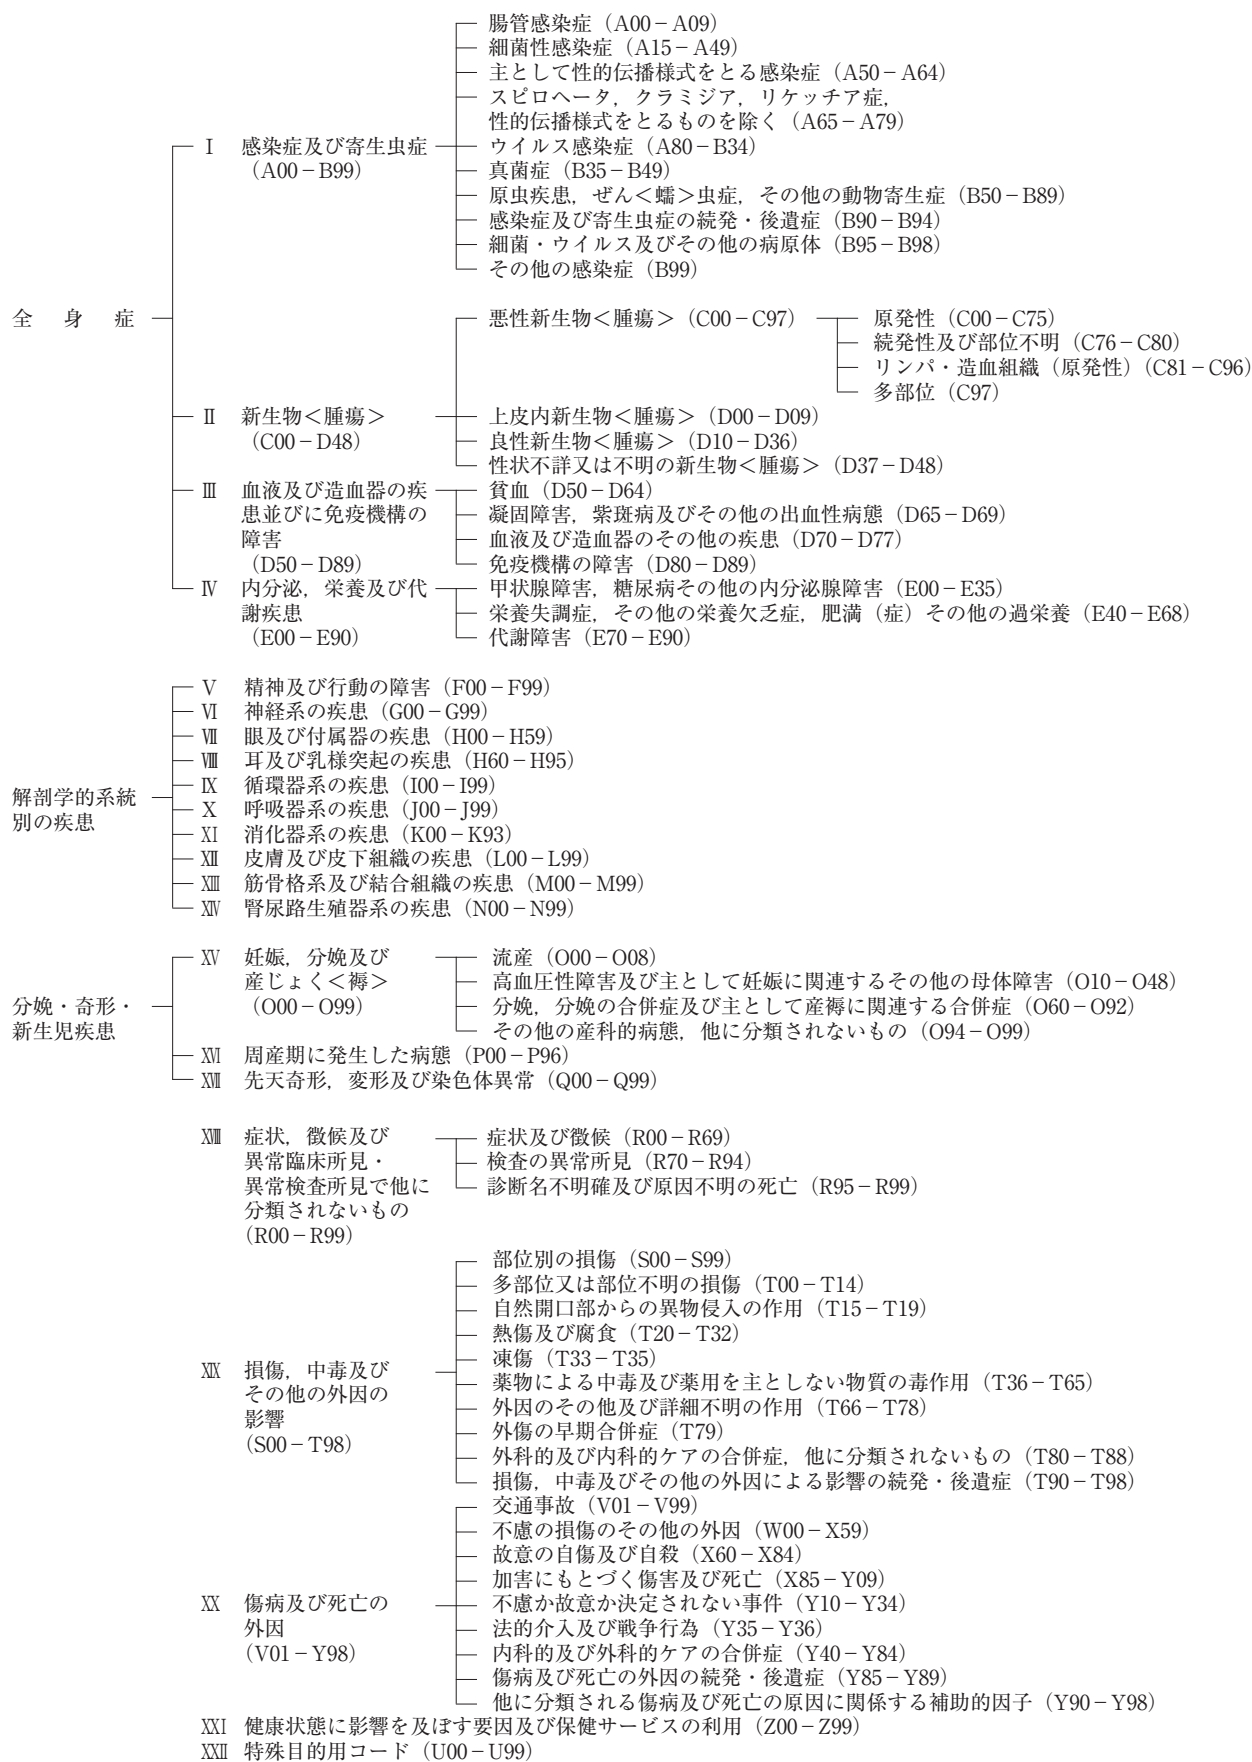 腸管感染症（A00－A09）
細菌性感染症（A15－A49）
主として性的伝播様式をとる感染症（A50－A64）
スピロヘータ，クラミジア，リケッチア症，
性的伝播様式をとるものを除く（A65－A79）
Ⅰ 感染症及び寄生虫症 ウイルス感染症（A80－B34）
（A00－B99） 真菌症（B35－B49）
原虫疾患，ぜん＜蠕＞虫症，その他の動物寄生症（B50－B89）
感染症及び寄生虫症の続発・後遺症（B90－B94）
細菌・ウイルス及びその他の病原体（B95－B98）
その他の感染症（B99）
全身症 悪性新生物＜腫瘍＞（C00－C97） 原発性（C00－C75）
続発性及び部位不明（C76－C80）
リンパ・造血組織（原発性）（C81－C96）
多部位（C97）
Ⅱ 新生物＜腫瘍＞ 上皮内新生物＜腫瘍＞（D00－D09）
（C00－D48） 良性新生物＜腫瘍＞（D10－D36）
性状不詳又は不明の新生物＜腫瘍＞（D37－D48）
Ⅲ 血液及び造血器の疾 貧血（D50－D64）
患並びに免疫機構の 凝固障害，紫斑病及びその他の出血性病態（D65－D69）
障害 血液及び造血器のその他の疾患（D70－D77）
（D50－D89） 免疫機構の障害（D80－D89）
Ⅳ 内分泌，栄養及び代 甲状腺障害，糖尿病その他の内分泌腺障害（E00－E35）
謝疾患 栄養失調症，その他の栄養欠乏症，肥満（症）その他の過栄養（E40－E68）
（E00－E90） 代謝障害（E70－E90）
Ⅴ 精神及び行動の障害（F00－F99）
Ⅵ 神経系の疾患（G00－G99）
Ⅶ 眼及び付属器の疾患（H00－H59）
Ⅷ 耳及び乳様突起の疾患（H60－H95）
解剖学的系統 Ⅸ 循環器系の疾患（I00－I99）
別の疾患 Ⅹ 呼吸器系の疾患（J00－J99）
Ⅺ 消化器系の疾患（K00－K93）
Ⅻ 皮膚及び皮下組織の疾患（L00－L99）
XIII 筋骨格系及び結合組織の疾患（M00－M99）
XIV 腎尿路生殖器系の疾患（N00－N99）
XV 妊娠，分娩及び 流産（O00－O08）
産じょく＜褥＞ 高血圧性障害及び主として妊娠に関連するその他の母体障害（O10－O48）
分娩・奇形・ （O00－O99） 分娩，分娩の合併症及び主として産褥に関連する合併症（O60－O92）
新生児疾患 その他の産科的病態，他に分類されないもの（O94－O99）
XVI 周産期に発生した病態（P00－P96）
XVII 先天奇形，変形及び染色体異常（Q00－Q99）
XVIII 症状，徴候及び 症状及び徴候（R00－R69）
異常臨床所見・ 検査の異常所見（R70－R94）
異常検査所見で他に 診断名不明確及び原因不明の死亡（R95－R99）
分類されないもの
（R00－R99）
部位別の損傷（S00－S99）
多部位又は部位不明の損傷（T00－T14）
自然開口部からの異物侵入の作用（T15－T19）
熱傷及び腐食（T20－T32）
凍傷（T33－T35）
XIX 損傷，中毒及び 薬物による中毒及び薬用を主としない物質の毒作用（T36－T65）
その他の外因の 外因のその他及び詳細不明の作用（T66－T78）
影響 外傷の早期合併症（T79）
（S00－T98） 外科的及び内科的ケアの合併症，他に分類されないもの（T80－T88）
損傷，中毒及びその他の外因による影響の続発・後遺症（T90－T98）
交通事故（V01－V99）
不慮の損傷のその他の外因（W00－X59）
故意の自傷及び自殺（X60－X84）
加害にもとづく傷害及び死亡（X85－Y09）
XX 傷病及び死亡の 不慮か故意か決定されない事件（Y10－Y34）
外因 法的介入及び戦争行為（Y35－Y36）
（V01－Y98） 内科的及び外科的ケアの合併症（Y40－Y84）
傷病及び死亡の外因の続発・後遺症（Y85－Y89）
他に分類される傷病及び死亡の原因に関係する補助的因子（Y90－Y98）
XXI 健康状態に影響を及ぼす要因及び保健サービスの利用（Z00－Z99）
XXII 特殊目的用コード（U00－U99）